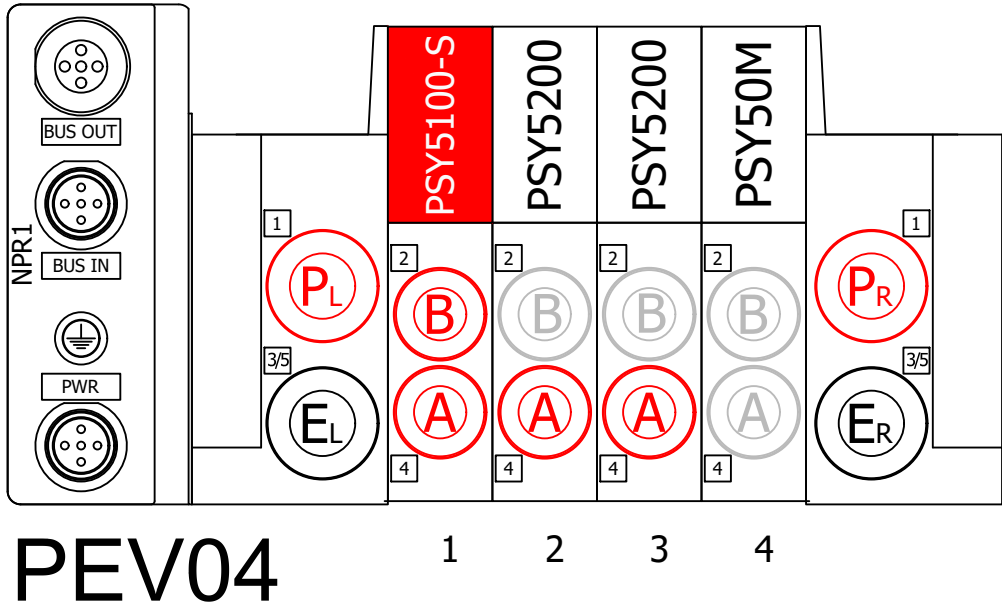 BUS OUT
NPR1
BUS IN
PWR
1
PL
3/5
EL
PSY5100-S
2
B
A
4
PSY5200
2
B
A
4
PSY5200
2
B
A
4
PSY50M
2
B
A
4
1
PR
3/5
ER
PEV04
1 2 3 4